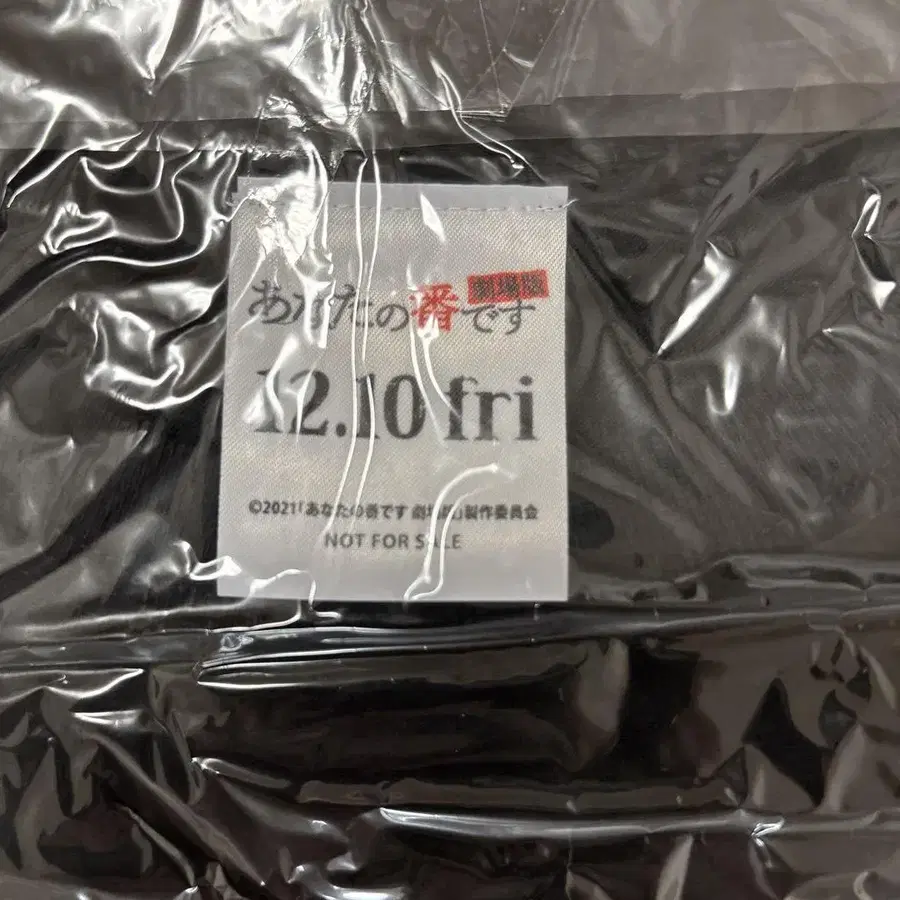 あなたの番です 劇場版
12.10 fri
©2021「あなたの番です 劇場版」製作委員会
NOT FOR SALE